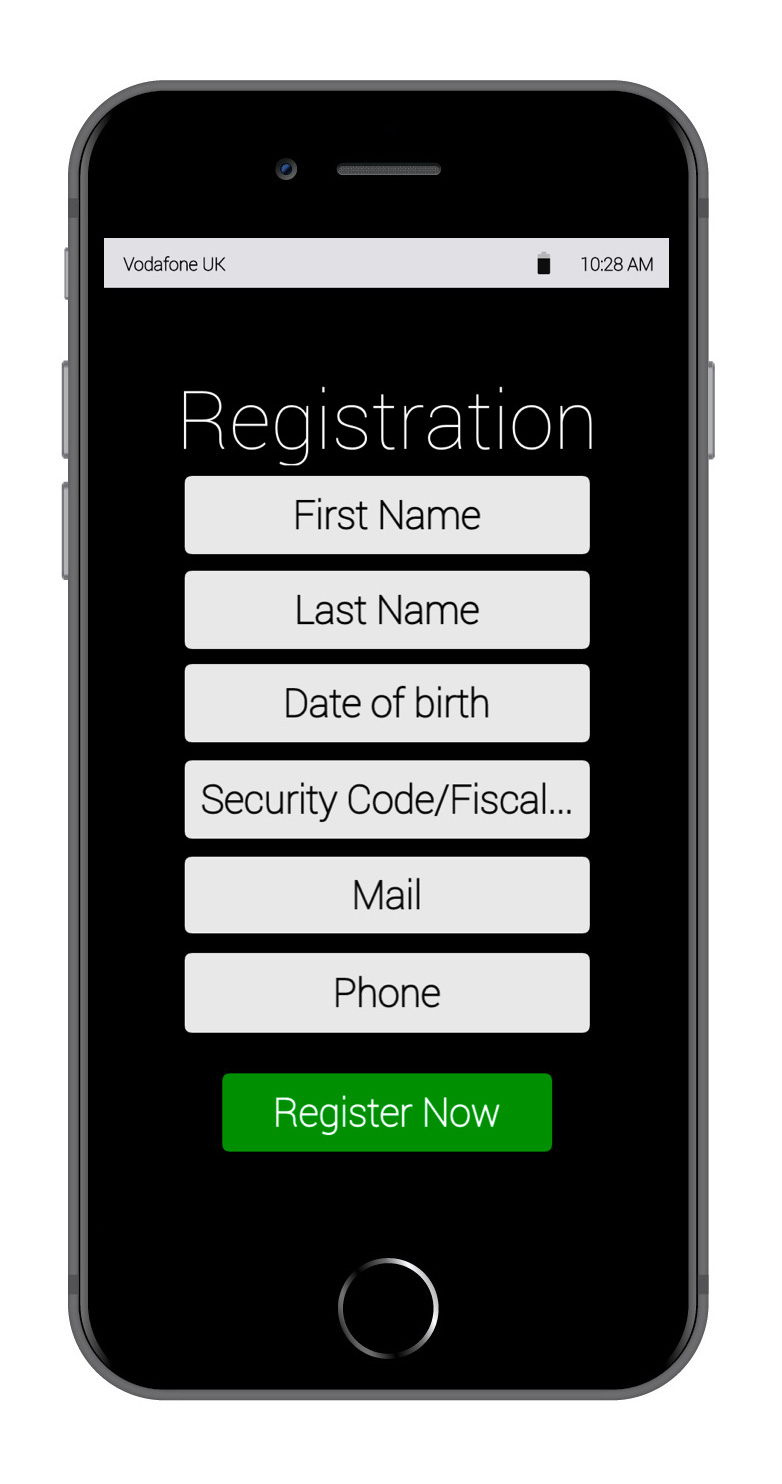 Vodafone UK 10:28 AM
Registration
First Name
Last Name
Date of birth
Security Code/Fiscal...
Mail
Phone
Register Now